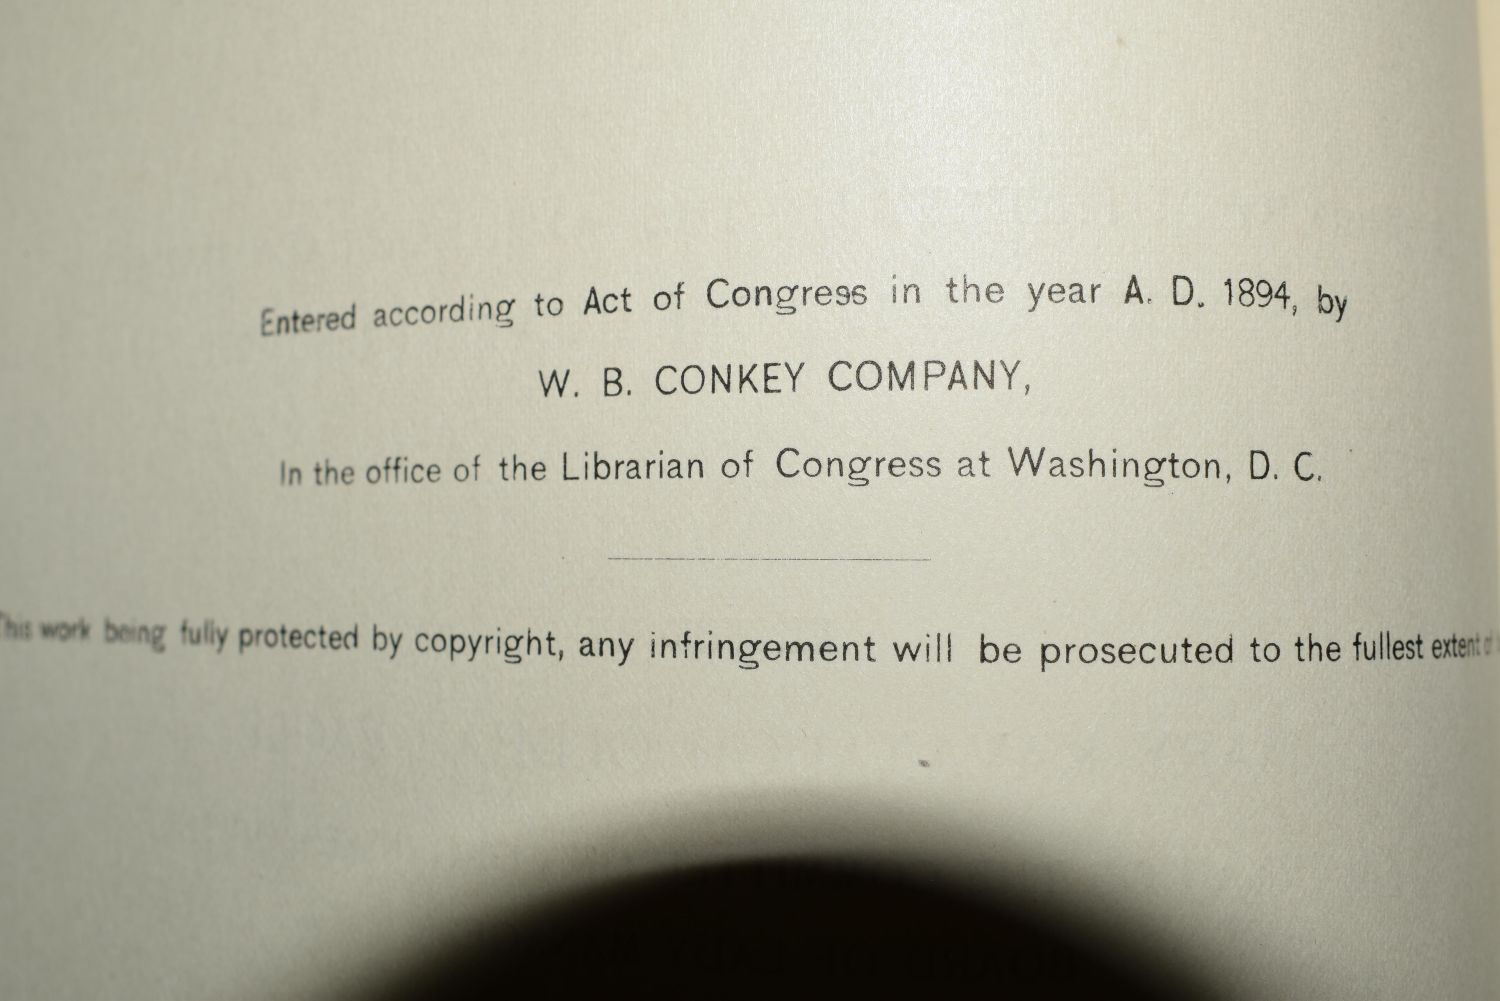 Entered according to Act of Congress in the year A. D. 1894, by
W. B. CONKEY COMPANY,
In the office of the Librarian of Congress at Washington, D. C.
This work being fully protected by copyright, any infringement will be prosecuted to the fullest extent of